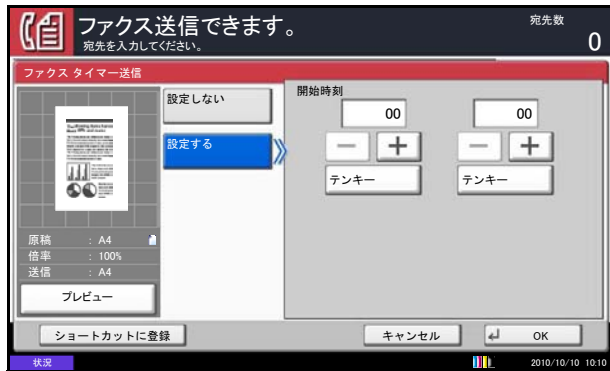 ファクス送信できます。
宛先を入力してください。
宛先数
0
ファクス タイマー送信
設定しない
設定する
開始時刻
00 00
テンキー テンキー
原稿 : A4
倍率 : 100%
送信 : A4
プレビュー
ショートカットに登録
キャンセル
OK
状況
2010/10/10 10:10